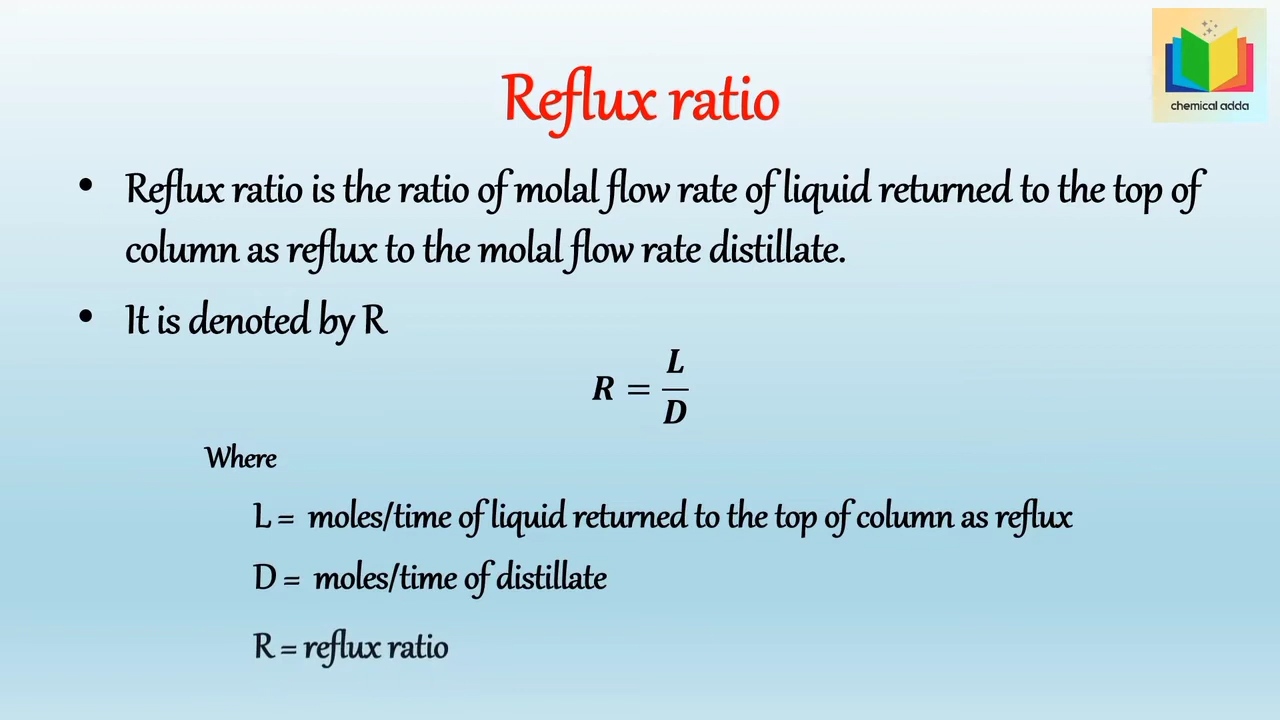 chemical adda
Reflux ratio
• Reflux ratio is the ratio of molal flow rate of liquid returned to the top of
column as reflux to the molal flow rate distillate.
• It is denoted by R
R = L/D
Where
L = moles/time of liquid returned to the top of column as reflux
D = moles/time of distillate
R = reflux ratio